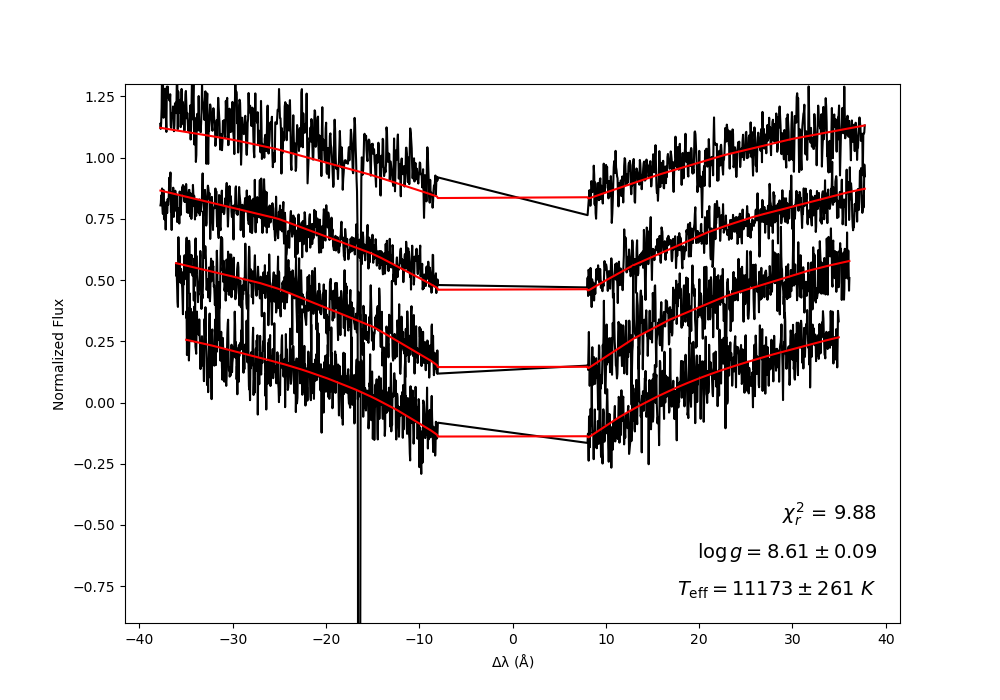 1.25
1.00
0.75
0.50
0.25
0.00
−0.25
−0.50
−0.75
Normalized Flux
χ²ᵣ = 9.88
log g = 8.61 ± 0.09
T_eff = 11173 ± 261 K
−40 −30 −20 −10 0 10 20 30 40
Δλ (Å)